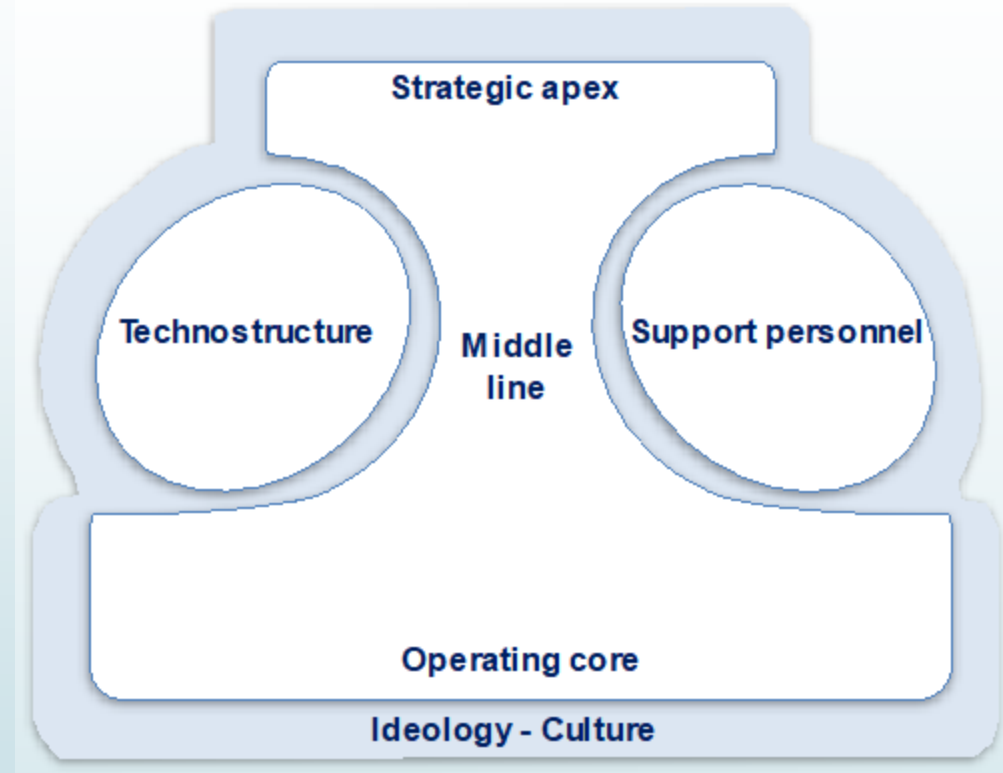 Strategic apex
Technostructure
Middle
line
Support personnel
Operating core
Ideology - Culture